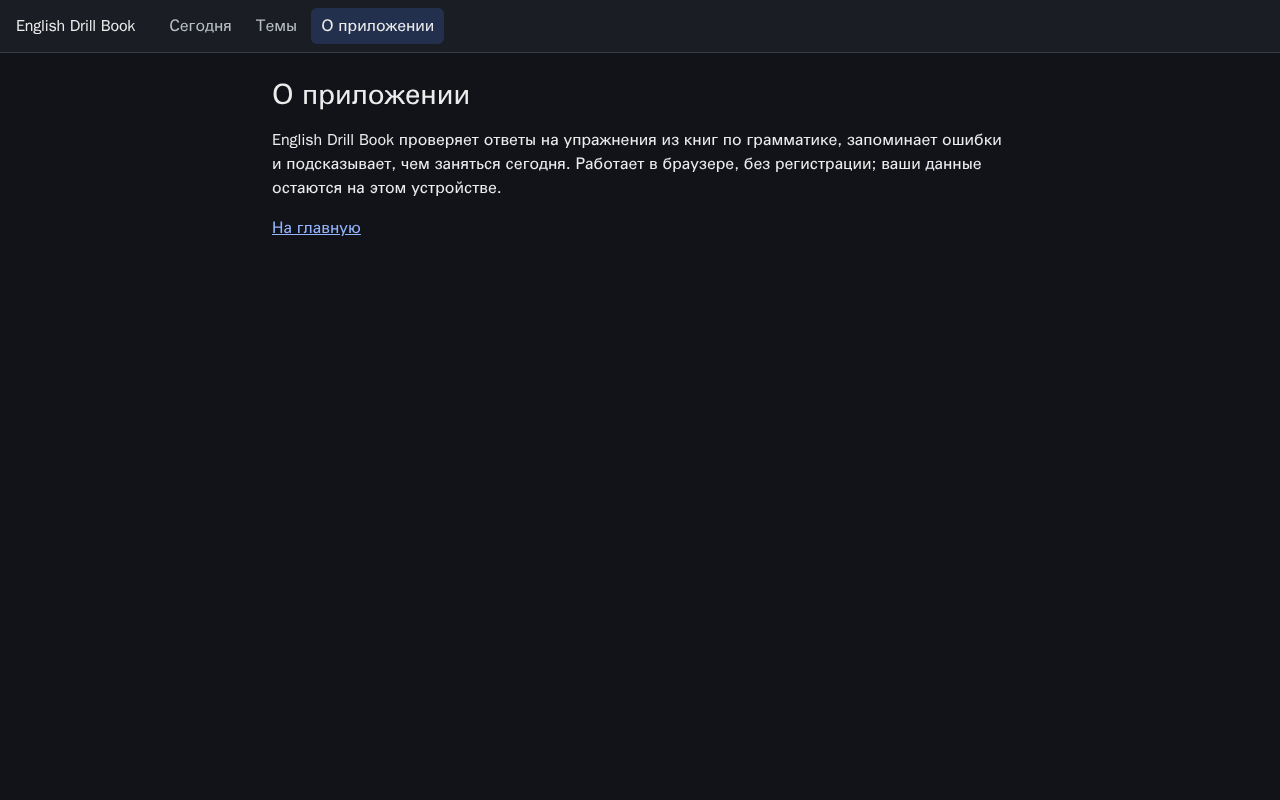 English Drill Book Сегодня Темы О приложении
О приложении
English Drill Book проверяет ответы на упражнения из книг по грамматике, запоминает ошибки
и подсказывает, чем заняться сегодня. Работает в браузере, без регистрации; ваши данные
остаются на этом устройстве.
На главную